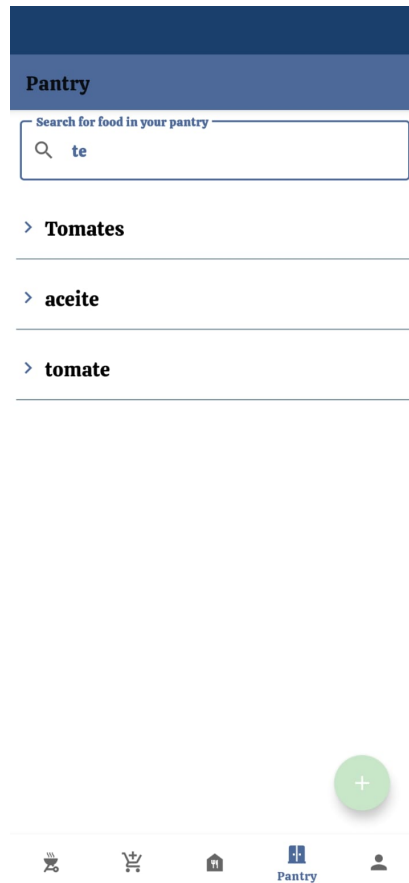 Pantry
Search for food in your pantry
te
Tomates
aceite
tomate
Pantry